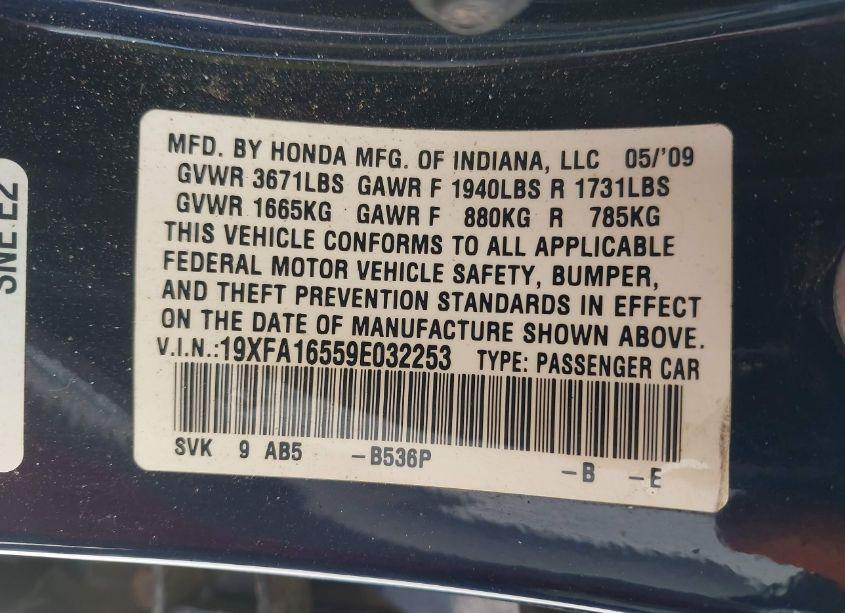 MFD. BY HONDA MFG. OF INDIANA, LLC 05/'09
GVWR 3671LBS GAWR F 1940LBS R 1731LBS
GVWR 1665KG GAWR F 880KG R 785KG
THIS VEHICLE CONFORMS TO ALL APPLICABLE
FEDERAL MOTOR VEHICLE SAFETY, BUMPER,
AND THEFT PREVENTION STANDARDS IN EFFECT
ON THE DATE OF MANUFACTURE SHOWN ABOVE.
V.I.N.:19XFA16559E032253 TYPE: PASSENGER CAR
SVK 9 AB5 -B536P -B -E
SNE E2